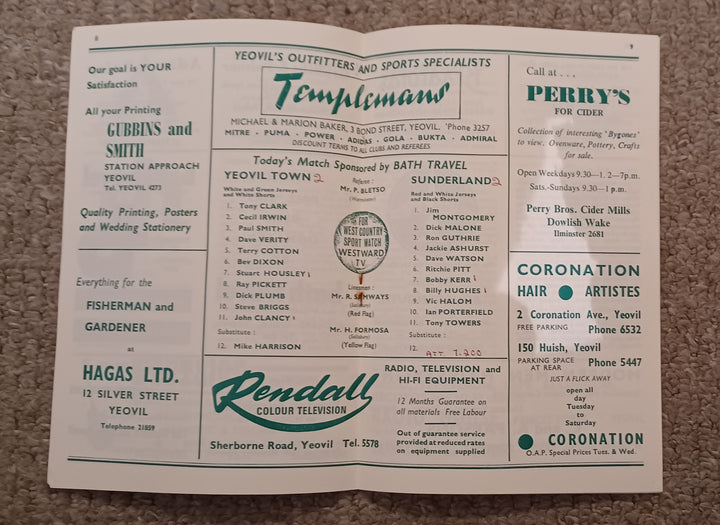 8
Our goal is YOUR
Satisfaction
All your Printing
GUBBINS and
SMITH
STATION APPROACH
YEOVIL
Tel. YEOVIL 4273
Quality Printing, Posters
and Wedding Stationery
Everything for the
FISHERMAN and
GARDENER
at
HAGAS LTD.
12 SILVER STREET
YEOVIL
Telephone 21859
YEOVIL'S OUTFITTERS AND SPORTS SPECIALISTS
Templemans
MICHAEL & MARION BAKER, 3 BOND STREET, YEOVIL. 'Phone 3257
MITRE · PUMA · POWER · ADIDAS · GOLA · BUKTA · ADMIRAL
DISCOUNT TERMS TO ALL CLUBS AND REFEREES
Today's Match Sponsored by BATH TRAVEL
YEOVIL TOWN 2
White and Green Jerseys
and White Shorts
1. Tony CLARK
2. Cecil IRWIN
3. Paul SMITH
4. Dave VERITY
5. Terry COTTON
6. Bev DIXON
7. Stuart HOUSLEY 1
8. Ray PICKETT
9. Dick PLUMB
10. Steve BRIGGS
11. John CLANCY 1
Substitute :
12. Mike HARRISON
Referee :
Mr. P. BLETSO
FOR
WEST COUNTRY
SPORT WATCH
WESTWARD
TV
Linesmen :
Mr. R. SAMWAYS
(Salisbury)
(Red Flag)
Mr. H. FORMOSA
(Salisbury)
(Yellow Flag)
SUNDERLAND 2
Red and White Jerseys
and Black Shorts
1. Jim
MONTGOMERY
2. Dick MALONE
3. Ron GUTHRIE
4. Jackie ASHURST
5. Dave WATSON
6. Ritchie PITT
7. Bobby KERR 1
8. Billy HUGHES 1
9. Vic HALOM
10. Ian PORTERFIELD
11. Tony TOWERS
Substitute :
12.
ATT. 7.200
Rendall
COLOUR TELEVISION
Sherborne Road, Yeovil Tel. 5578
RADIO, TELEVISION and
HI-FI EQUIPMENT
12 Months Guarantee on
all materials Free Labour
Out of guarantee service
provided at reduced rates
on equipment supplied
9
Call at . . .
PERRY'S
FOR CIDER
Collection of interesting 'Bygones'
to view. Ovenware, Pottery, Crafts
for sale.
Open Weekdays 9.30—1. 2—7p.m.
Sats.-Sundays 9.30—1 p.m.
Perry Bros. Cider Mills
Dowlish Wake
Ilminster 2681
CORONATION
HAIR ARTISTES
2 Coronation Ave., Yeovil
FREE PARKING Phone 6532
150 Huish, Yeovil
PARKING SPACE
AT REAR Phone 5447
JUST A FLICK AWAY
open all
day
Tuesday
to
Saturday
CORONATION
O.A.P. Special Prices Tues. & Wed.